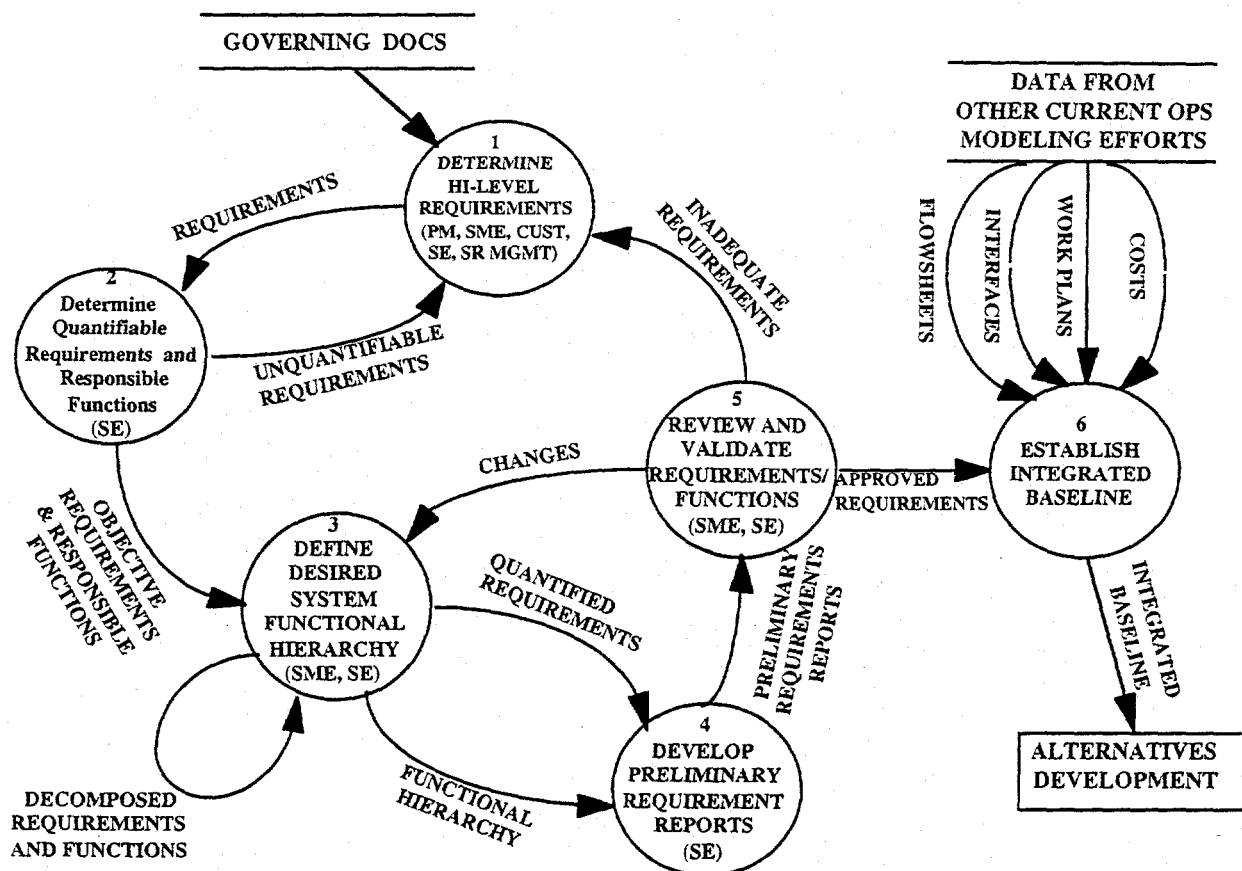 GOVERNING DOCS
DATA FROM
OTHER CURRENT OPS
MODELING EFFORTS
1
DETERMINE
HI-LEVEL
REQUIREMENTS
(PM, SME, CUST,
SE, SR MGMT)
REQUIREMENTS
INADEQUATE
REQUIREMENTS
FLOWSHEETS
INTERFACES
WORK PLANS
COSTS
2
Determine
Quantifiable
Requirements and
Responsible
Functions
(SE)
UNQUANTIFIABLE
REQUIREMENTS
5
REVIEW AND
VALIDATE
REQUIREMENTS/
FUNCTIONS
(SME, SE)
CHANGES
APPROVED
REQUIREMENTS
6
ESTABLISH
INTEGRATED
BASELINE
OBJECTIVE
REQUIREMENTS
& RESPONSIBLE
FUNCTIONS
3
DEFINE
DESIRED
SYSTEM
FUNCTIONAL
HIERARCHY
(SME, SE)
QUANTIFIED
REQUIREMENTS
PRELIMINARY
REQUIREMENTS
REPORTS
INTEGRATED
BASELINE
DECOMPOSED
REQUIREMENTS
AND FUNCTIONS
FUNCTIONAL
HIERARCHY
4
DEVELOP
PRELIMINARY
REQUIREMENT
REPORTS
(SE)
ALTERNATIVES
DEVELOPMENT